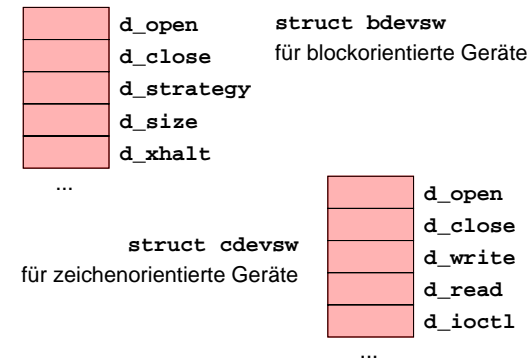 d_open
d_close
d_strategy
d_size
d_xhalt
...
struct bdevsw
für blockorientierte Geräte
struct cdevsw
für zeichenorientierte Geräte
d_open
d_close
d_write
d_read
d_ioctl
...